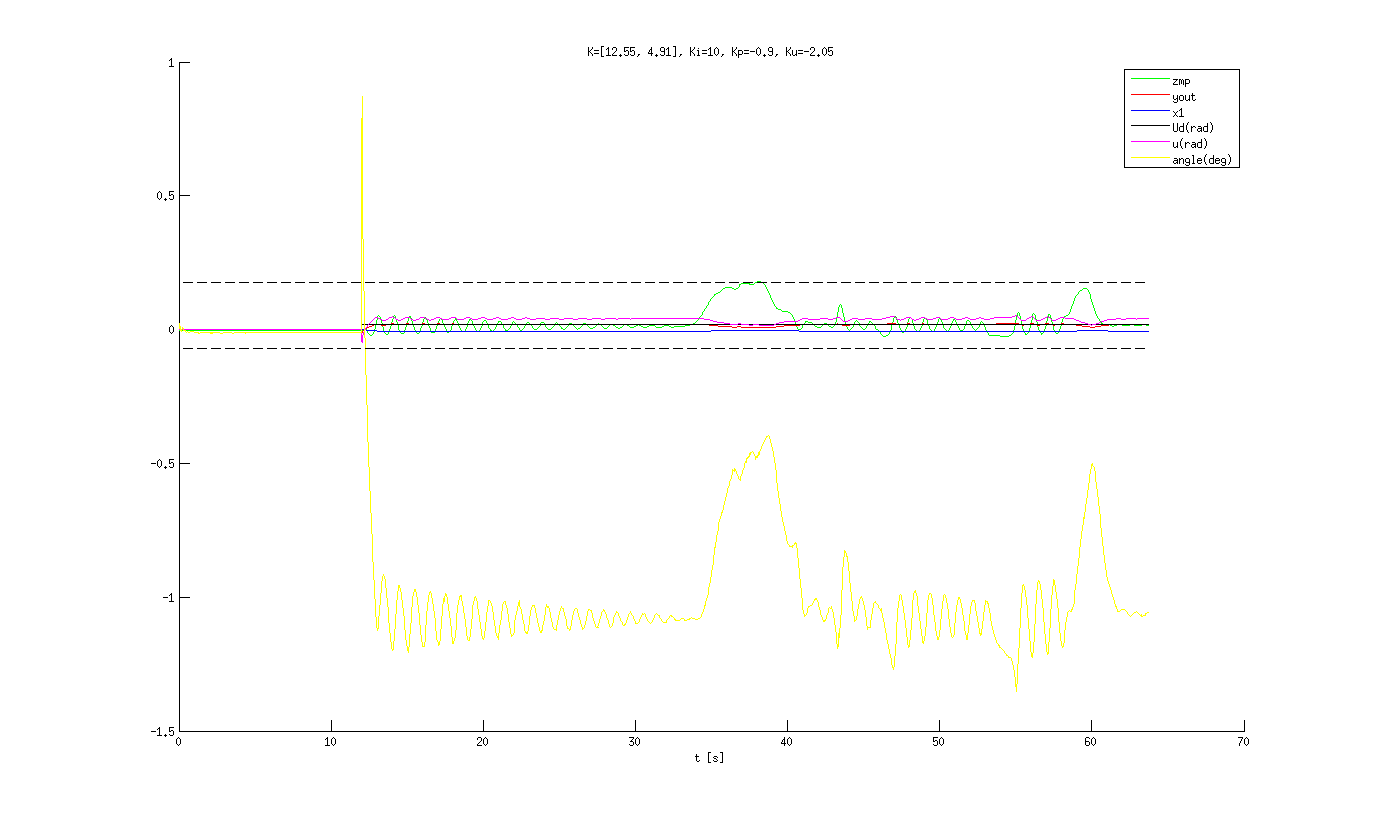 K=[12.55, 4.91], Ki=10, Kp=-0.9, Ku=-2.05
1
zmp
yout
x1
Ud(rad)
u(rad)
angle(deg)
0.5
0
-0.5
-1
-1.5
0 10 20 30 40 50 60 70
t [s]